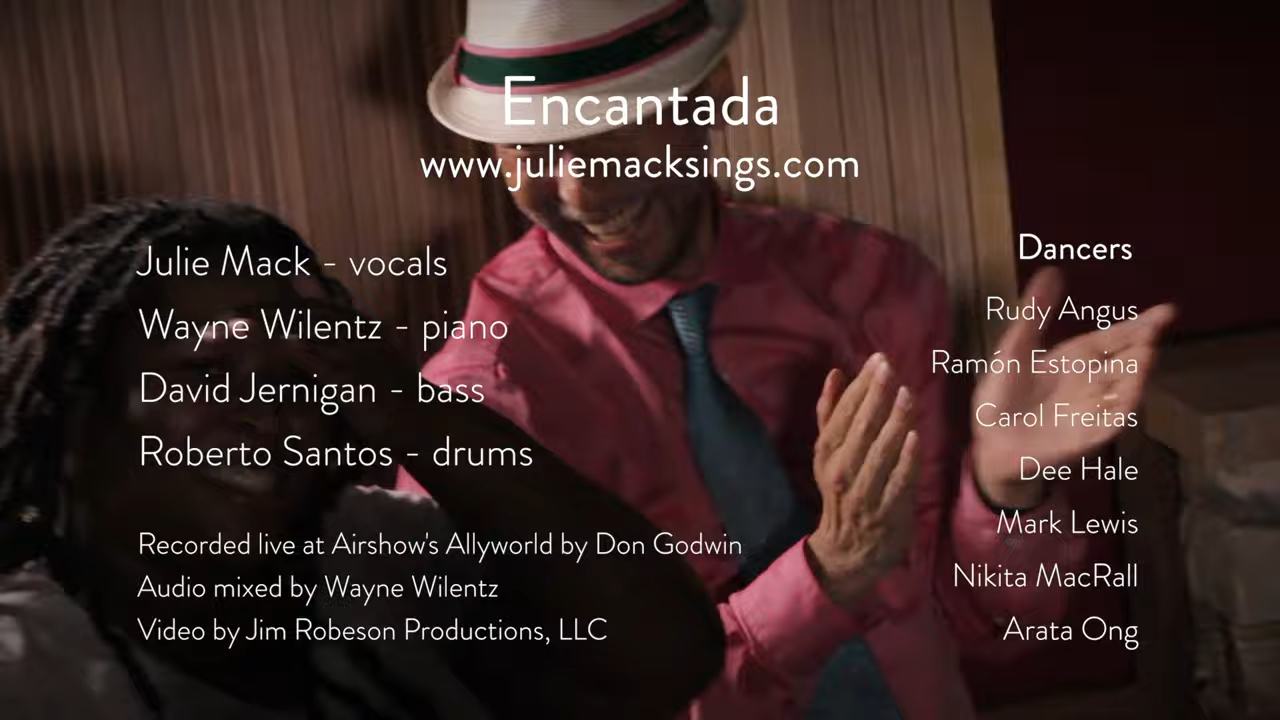 Encantada
www.juliemacksings.com
Julie Mack - vocals
Wayne Wilentz - piano
David Jernigan - bass
Roberto Santos - drums
Recorded live at Airshow's Allyworld by Don Godwin
Audio mixed by Wayne Wilentz
Video by Jim Robeson Productions, LLC
Dancers
Rudy Angus
Ramón Estopina
Carol Freitas
Dee Hale
Mark Lewis
Nikita MacRall
Arata Ong